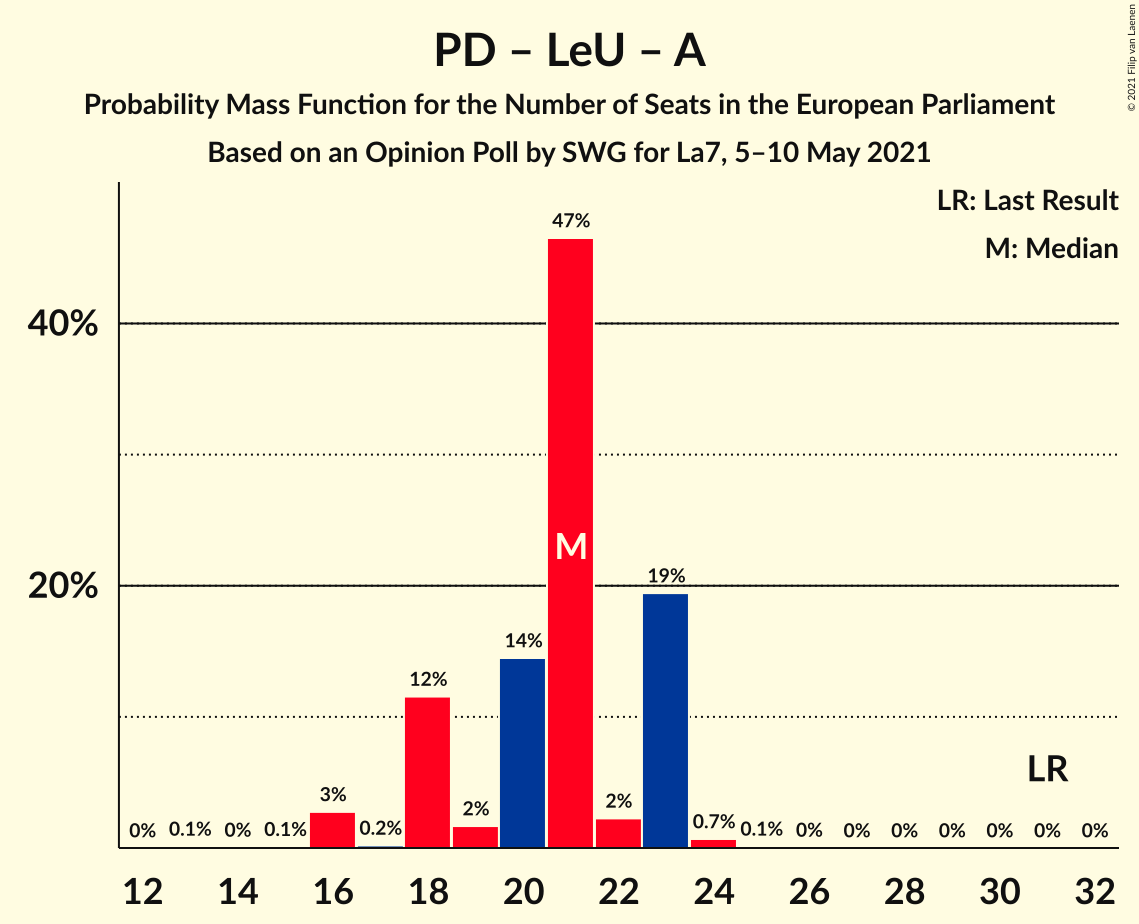 PD – LeU – A
Probability Mass Function for the Number of Seats in the European Parliament
Based on an Opinion Poll by SWG for La7, 5–10 May 2021
© 2021 Filip van Laenen
LR: Last Result
M: Median
40%
20%
0% 0.1% 0% 0.1% 3% 0.2% 12% 2% 14% 47% 2% 19% 0.7% 0.1% 0% 0% 0% 0% 0% 0% 0%
M
LR
12 14 16 18 20 22 24 26 28 30 32